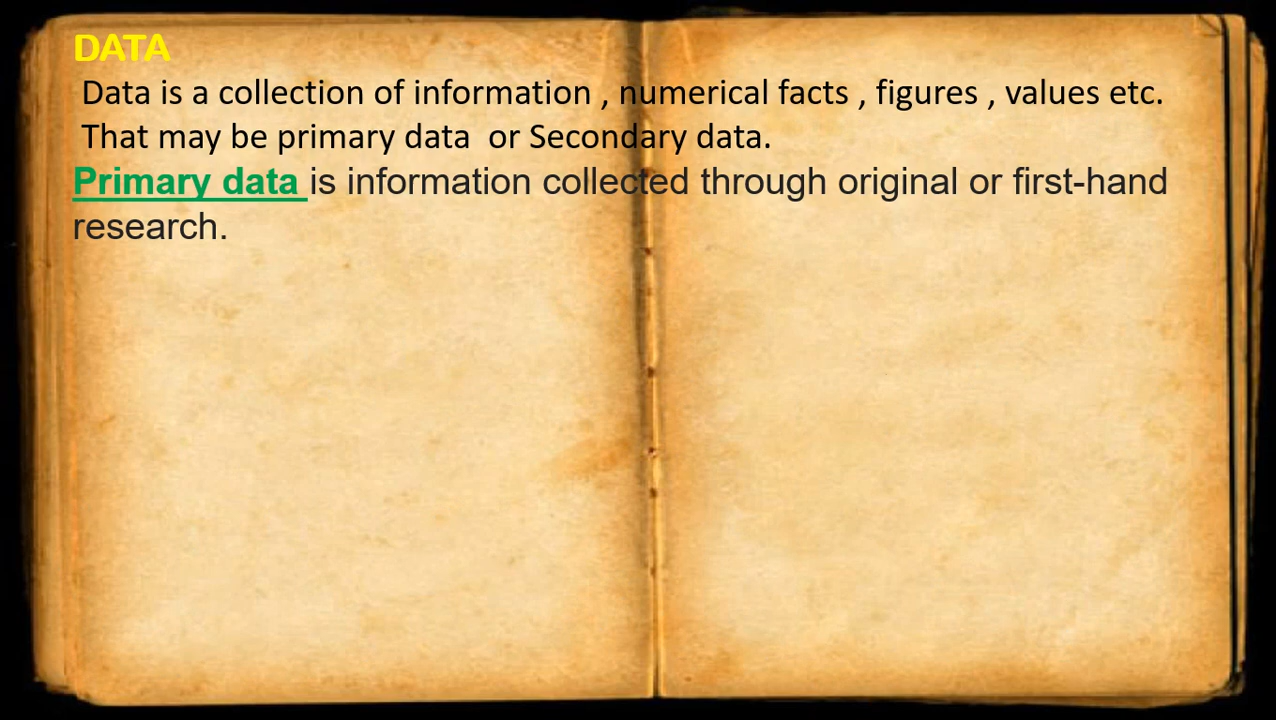 DATA
Data is a collection of information , numerical facts , figures , values etc.
That may be primary data or Secondary data.
Primary data is information collected through original or first-hand
research.